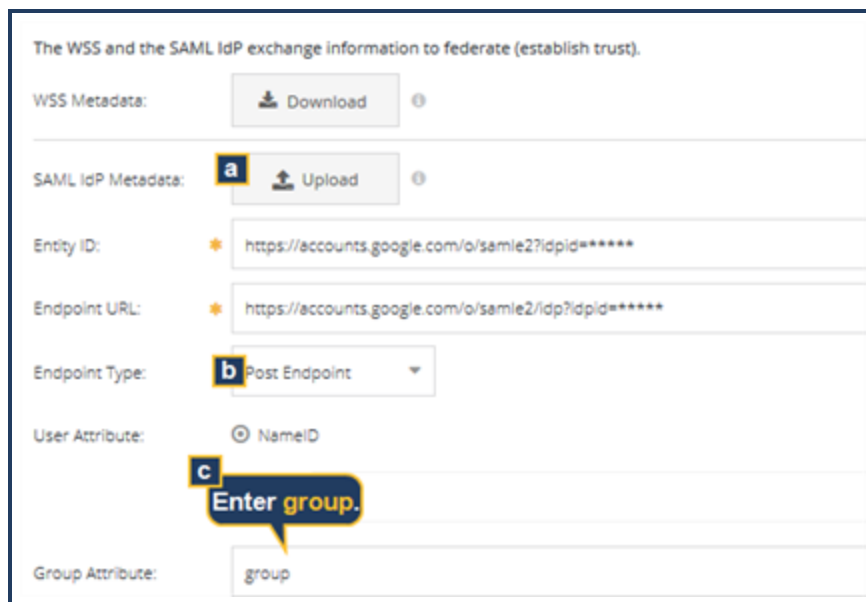 The WSS and the SAML IdP exchange information to federate (establish trust).
WSS Metadata: Download
SAML IdP Metadata: a Upload
Entity ID: * https://accounts.google.com/o/samle2?idpid=*****
Endpoint URL: * https://accounts.google.com/o/samle2/idp?idpid=*****
Endpoint Type: b Post Endpoint
User Attribute: NameID
c
Enter group.
Group Attribute: group